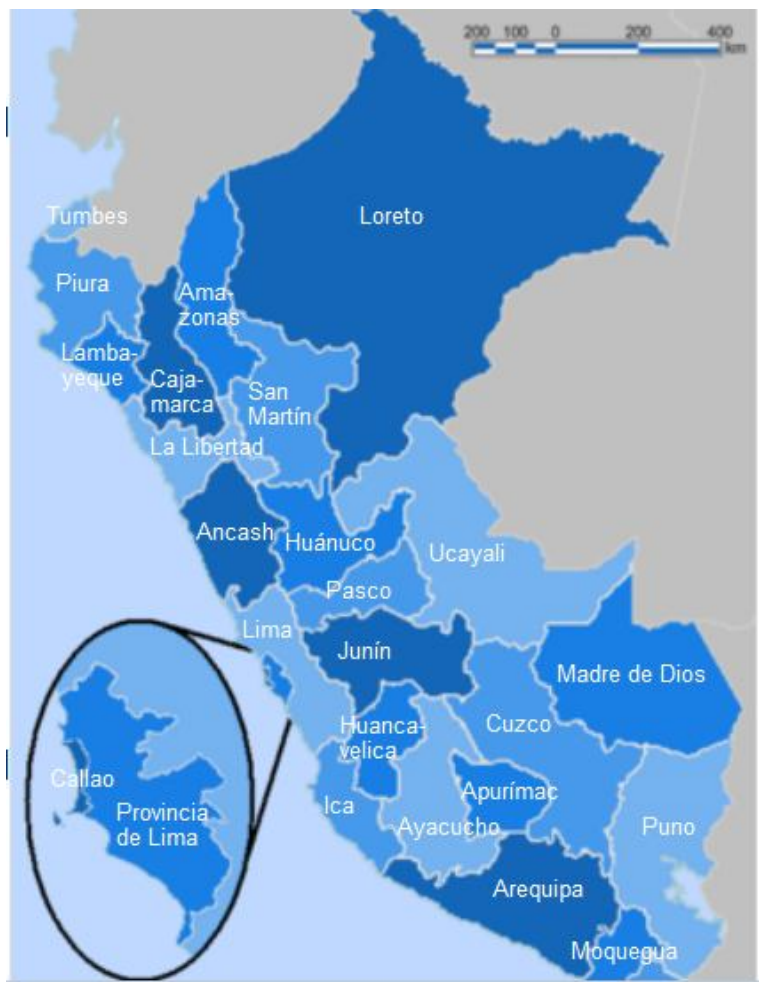 200 100 0 200 400
km
Tumbes
Loreto
Piura
Ama-
zonas
Lamba-
yeque
Caja-
marca
San
Martín
La Libertad
Ancash
Huánuco
Ucayali
Pasco
Lima
Junín
Madre de Dios
Huanca-
velica
Cuzco
Callao
Provincia
de Lima
Ica
Apurímac
Ayacucho
Puno
Arequipa
Moquegua